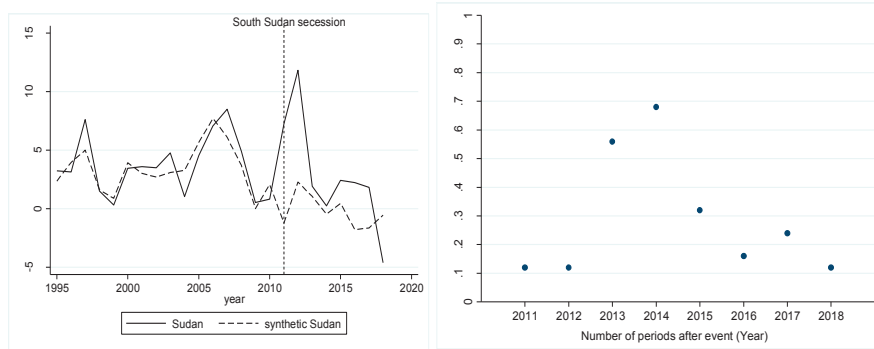 South Sudan secession
15
10
5
0
-5
1995 2000 2005 2010 2015 2020
year
Sudan synthetic Sudan
1
.9
.8
.7
.6
.5
.4
.3
.2
.1
0
2011 2012 2013 2014 2015 2016 2017 2018
Number of periods after event (Year)